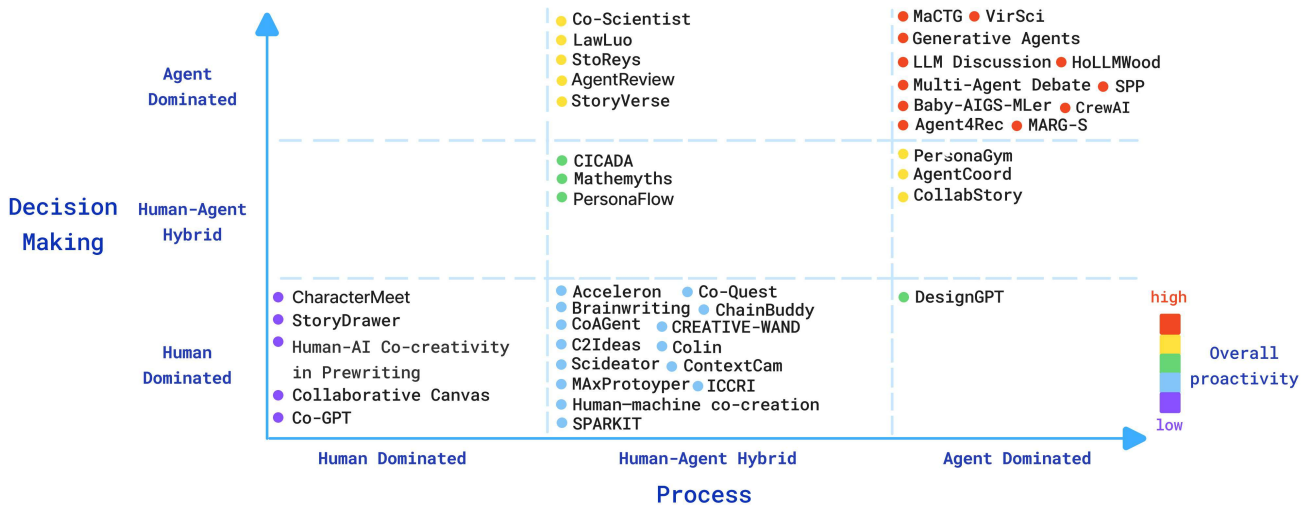 Co-Scientist
LawLuo
StoReys
AgentReview
StoryVerse
MaCTG VirSci
Generative Agents
LLM Discussion HoLLMWood
Multi-Agent Debate SPP
Baby-AIGS-MLer CrewAI
Agent4Rec MARG-S
Agent
Dominated
CICADA
Mathemyths
PersonaFlow
PersonaGym
AgentCoord
CollabStory
Decision
Making
Human-Agent
Hybrid
CharacterMeet
StoryDrawer
Human-AI Co-creativity
in Prewriting
Collaborative Canvas
Co-GPT
Acceleron Co-Quest
Brainwriting ChainBuddy
CoAGent CREATIVE-WAND
C2Ideas Colin
Scideator ContextCam
MAxProtoyper ICCRI
Human—machine co-creation
SPARKIT
DesignGPT
Human
Dominated
high
Overall
proactivity
low
Human Dominated
Human-Agent Hybrid
Agent Dominated
Process